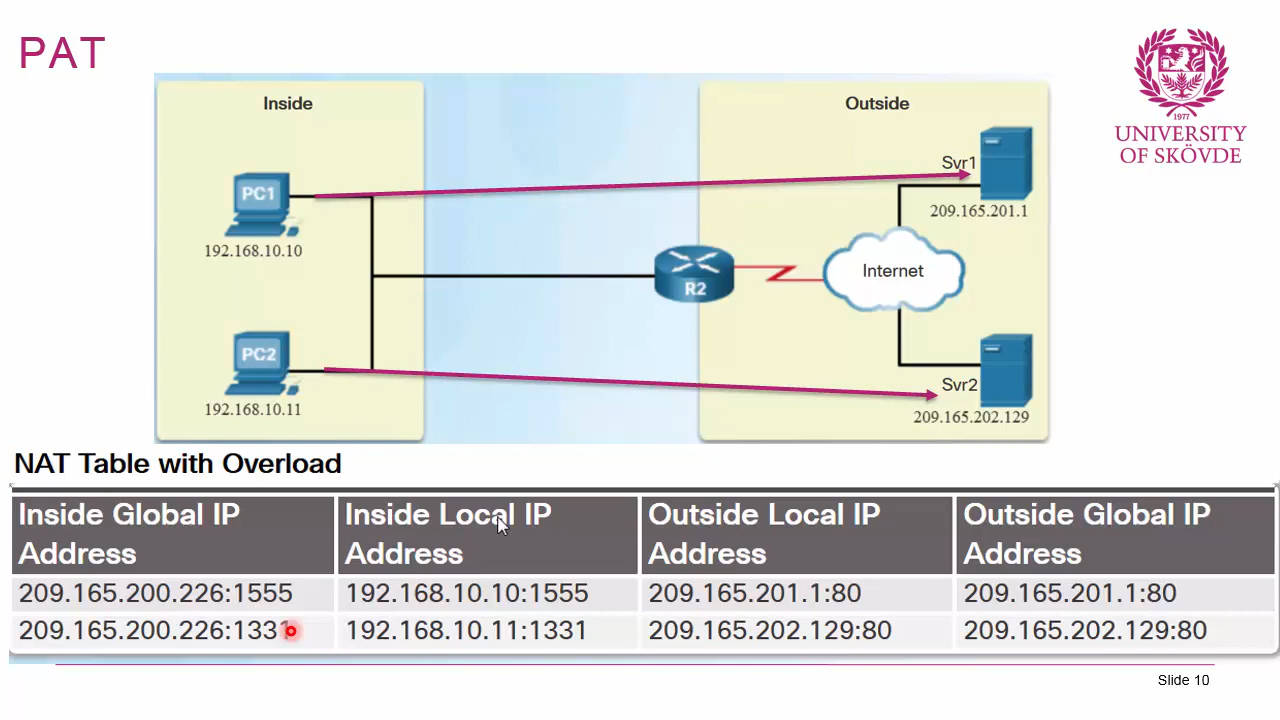 PAT
1977
UNIVERSITY
OF SKÖVDE
Inside
Outside
PC1
192.168.10.10
Svr1
209.165.201.1
R2
Internet
PC2
192.168.10.11
Svr2
209.165.202.129
NAT Table with Overload
Inside Global IP Address
Inside Local IP Address
Outside Local IP Address
Outside Global IP Address
209.165.200.226:1555 192.168.10.10:1555 209.165.201.1:80 209.165.201.1:80
209.165.200.226:1331 192.168.10.11:1331 209.165.202.129:80 209.165.202.129:80
Slide 10